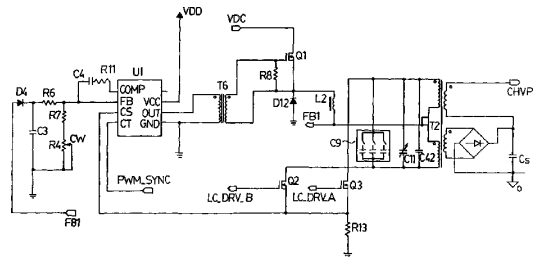 VDD
VDC
U1
C4
R11
COMP
FB
CS
CT
VCC
OUT
GND
D4
R6
R7
R4
CW
C3
FB1
PWM_SYNC
T6
R8
Q1
D12
L2
FB1
C9
C11
C42
T2
CHVP
Cs
LC_DRV_B
Q2
LC_DRV_A
Q3
R13